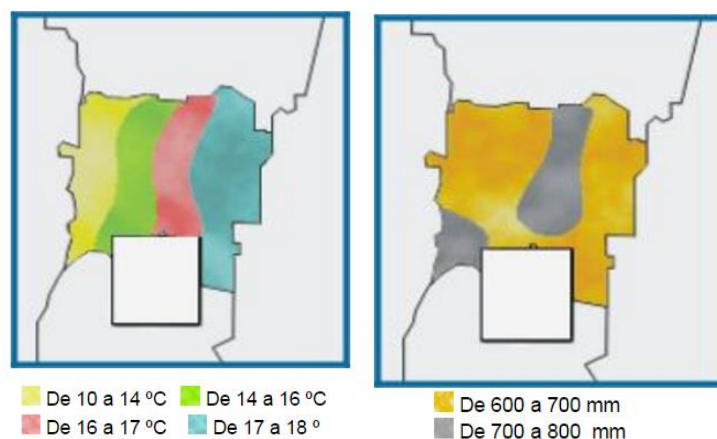 De 10 a 14 ºC
De 14 a 16 ºC
De 16 a 17 ºC
De 17 a 18 º
De 600 a 700 mm
De 700 a 800 mm